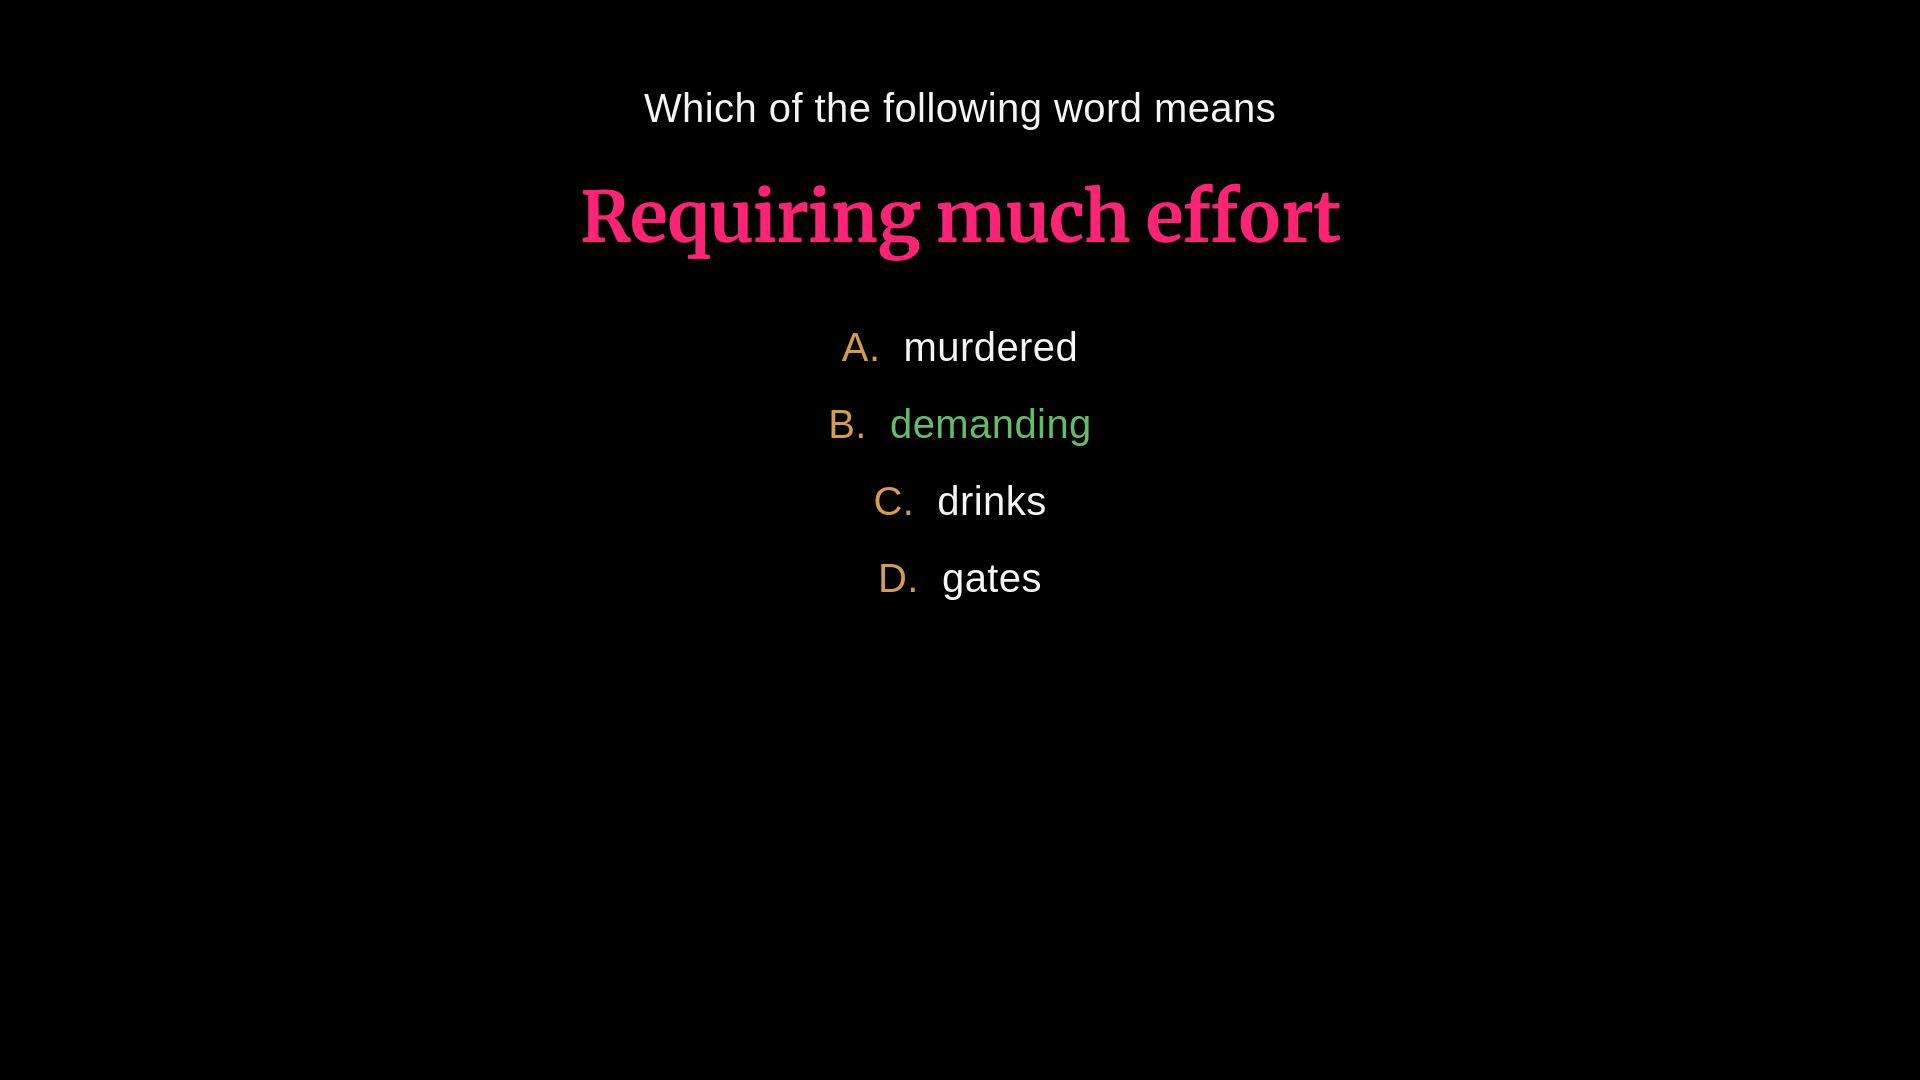 Which of the following word means
Requiring much effort
A. murdered
B. demanding
C. drinks
D. gates